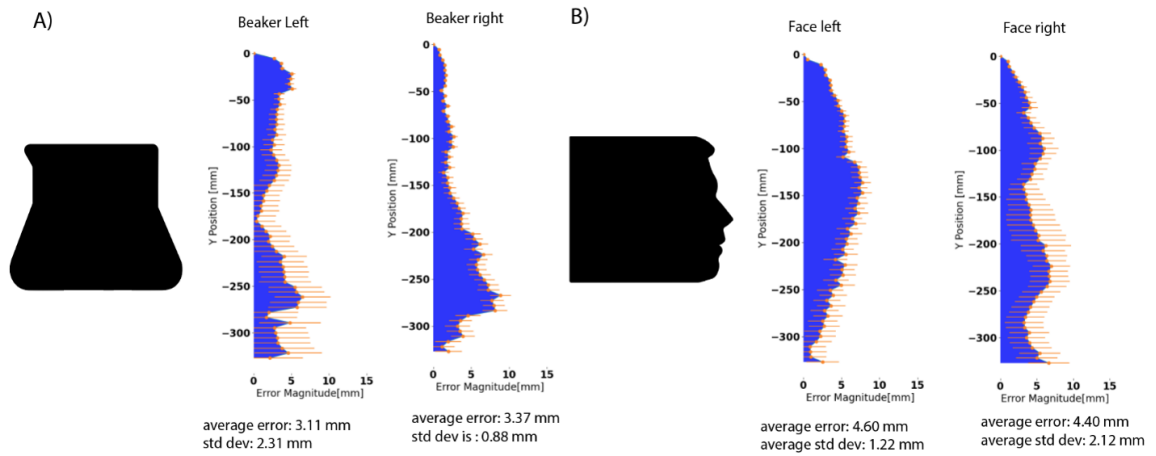 A)
Beaker Left
0
−50
−100
−150
−200
−250
−300
Y Position [mm]
0 5 10 15
Error Magnitude[mm]
average error: 3.11 mm
std dev: 2.31 mm
Beaker right
0
−50
−100
−150
−200
−250
−300
Y Position [mm]
0 5 10 15
Error Magnitude[mm]
average error: 3.37 mm
std dev is : 0.88 mm
B)
Face left
0
−50
−100
−150
−200
−250
−300
Y Position [mm]
0 5 10 15
Error Magnitude[mm]
average error: 4.60 mm
average std dev: 1.22 mm
Face right
0
−50
−100
−150
−200
−250
−300
Y Position [mm]
0 5 10 15
Error Magnitude[mm]
average error: 4.40 mm
average std dev: 2.12 mm